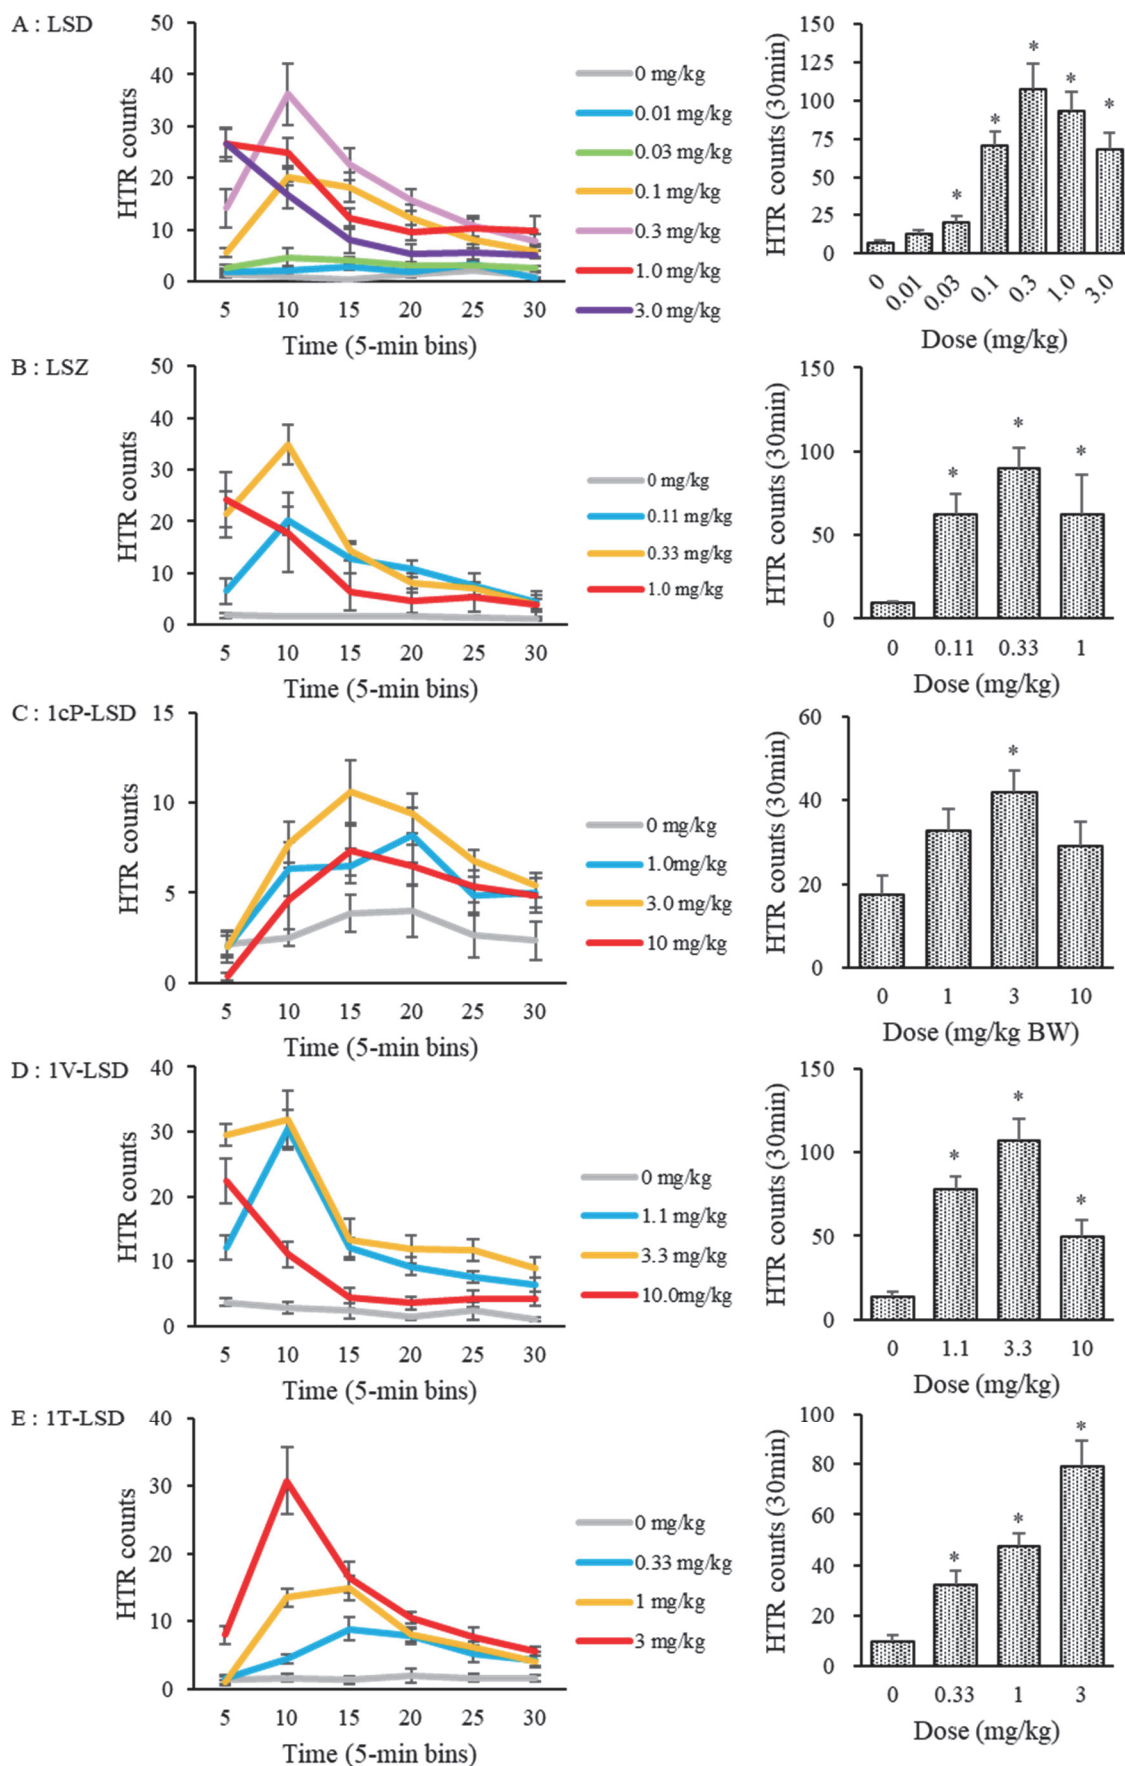 A : LSD
50
40
30
20
10
0
HTR counts
5 10 15 20 25 30
Time (5-min bins)
0 mg/kg
0.01 mg/kg
0.03 mg/kg
0.1 mg/kg
0.3 mg/kg
1.0 mg/kg
3.0 mg/kg
150
125
100
75
50
25
0
HTR counts (30min)
* * * * *
0 0.01 0.03 0.1 0.3 1.0 3.0
Dose (mg/kg)
B : LSZ
50
40
30
20
10
0
HTR counts
5 10 15 20 25 30
Time (5-min bins)
0 mg/kg
0.11 mg/kg
0.33 mg/kg
1.0 mg/kg
150
100
50
0
HTR counts (30min)
* * *
0 0.11 0.33 1
Dose (mg/kg)
C : 1cP-LSD
15
10
5
0
HTR counts
5 10 15 20 25 30
Time (5-min bins)
0 mg/kg
1.0mg/kg
3.0 mg/kg
10 mg/kg
60
40
20
0
HTR counts (30min)
*
0 1 3 10
Dose (mg/kg BW)
D : 1V-LSD
40
30
20
10
0
HTR counts
5 10 15 20 25 30
Time (5-min bins)
0 mg/kg
1.1 mg/kg
3.3 mg/kg
10.0mg/kg
150
100
50
0
HTR counts (30min)
* * *
0 1.1 3.3 10
Dose (mg/kg)
E : 1T-LSD
40
30
20
10
0
HTR counts
5 10 15 20 25 30
Time (5-min bins)
0 mg/kg
0.33 mg/kg
1 mg/kg
3 mg/kg
100
80
60
40
20
0
HTR counts (30min)
* * *
0 0.33 1 3
Dose (mg/kg)